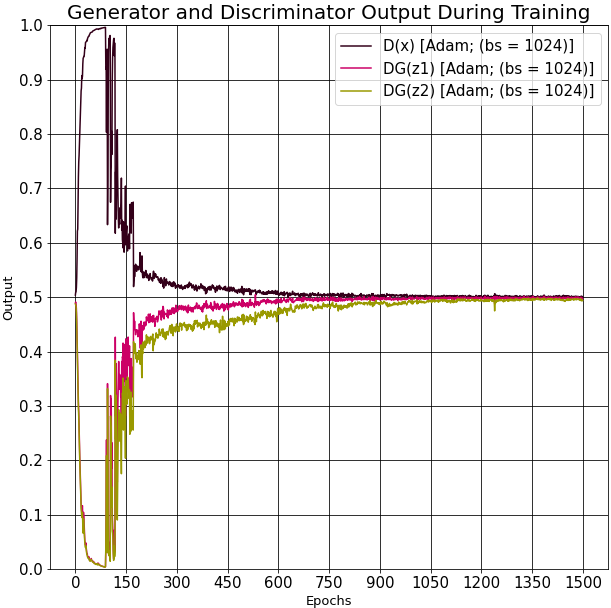 Generator and Discriminator Output During Training
D(x) [Adam; (bs = 1024)]
DG(z1) [Adam; (bs = 1024)]
DG(z2) [Adam; (bs = 1024)]
Output
1.0
0.9
0.8
0.7
0.6
0.5
0.4
0.3
0.2
0.1
0.0
0 150 300 450 600 750 900 1050 1200 1350 1500
Epochs